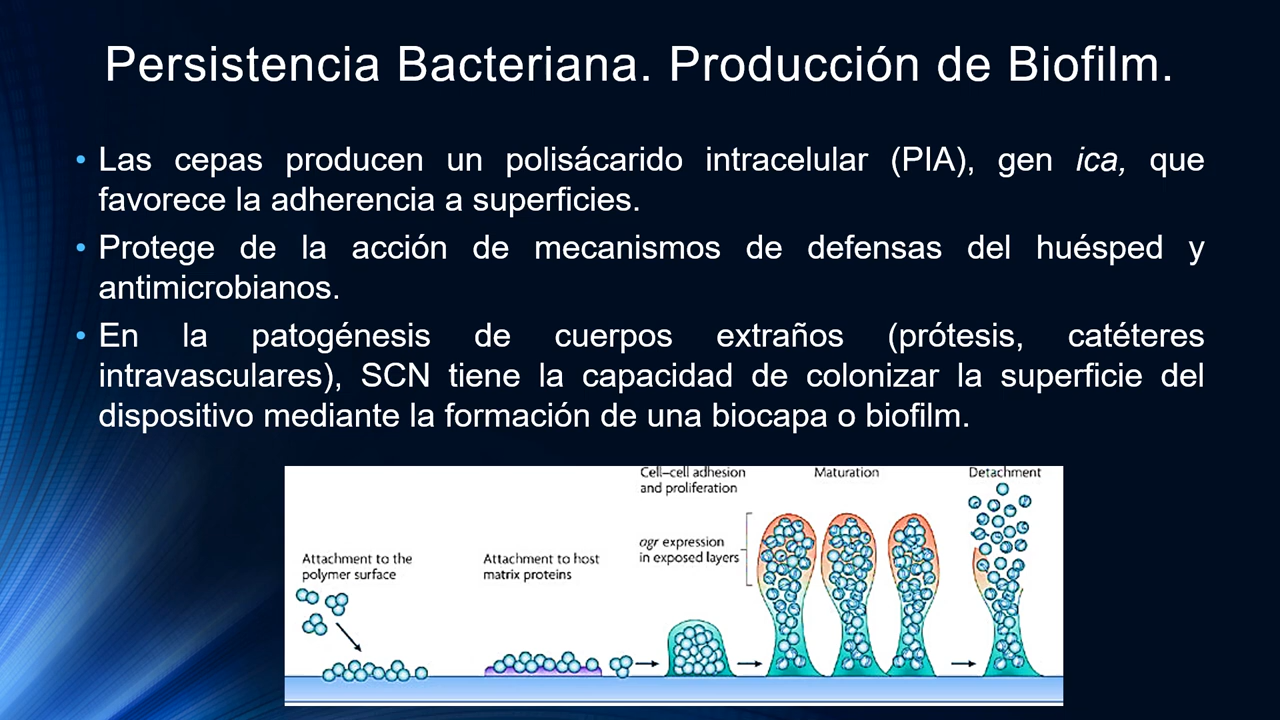 Persistencia Bacteriana. Producción de Biofilm.
• Las cepas producen un polisácarido intracelular (PIA), gen ica, que
favorece la adherencia a superficies.
• Protege de la acción de mecanismos de defensas del huésped y
antimicrobianos.
• En la patogénesis de cuerpos extraños (prótesis, catéteres
intravasculares), SCN tiene la capacidad de colonizar la superficie del
dispositivo mediante la formación de una biocapa o biofilm.
Attachment to the
polymer surface
Attachment to host
matrix proteins
Cell–cell adhesion
and proliferation
agr expression
in exposed layers
Maturation
Detachment